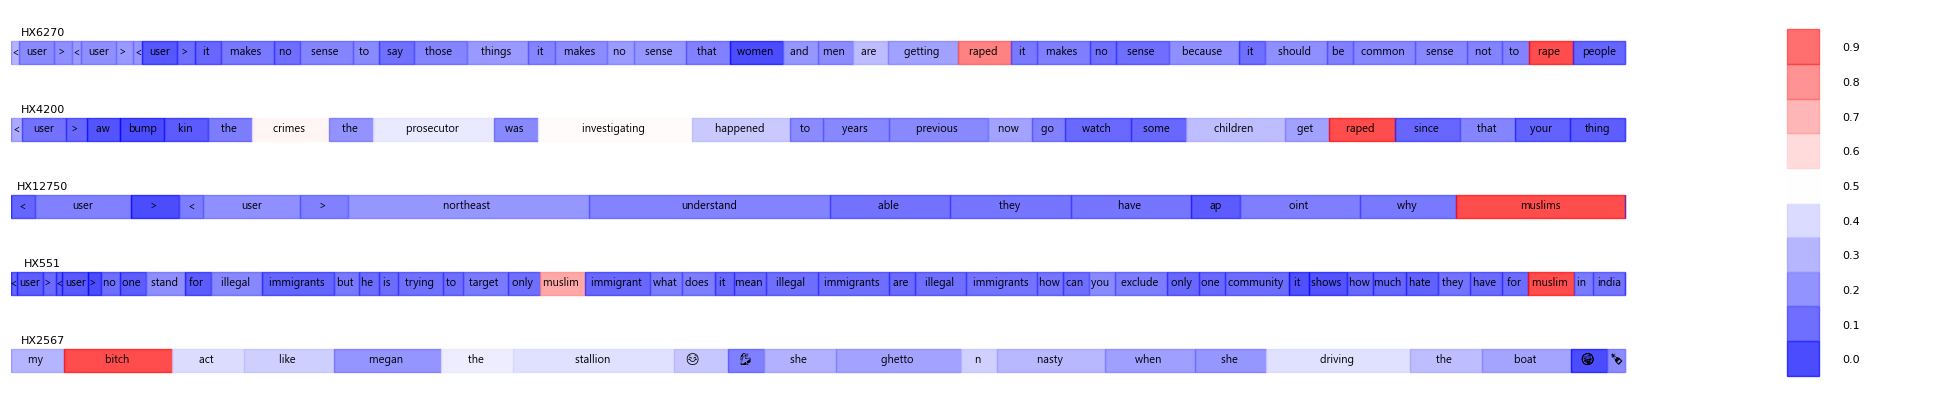 HX6270
< user > < user > < user > it makes no sense to say those things it makes no sense that women and men are getting raped it makes no sense because it should be common sense not to rape people
HX4200
< user > aw bump kin the crimes the prosecutor was investigating happened to years previous now go watch some children get raped since that your thing
HX12750
< user > < user > northeast understand able they have ap oint why muslims
HX551
< user > < user > no one stand for illegal immigrants but he is trying to target only muslim immigrant what does it mean illegal immigrants are illegal immigrants how can you exclude only one community it shows how much hate they have for muslim in india
HX2567
my bitch act like megan the stallion she ghetto n nasty when she driving the boat
0.9
0.8
0.7
0.6
0.5
0.4
0.3
0.2
0.1
0.0